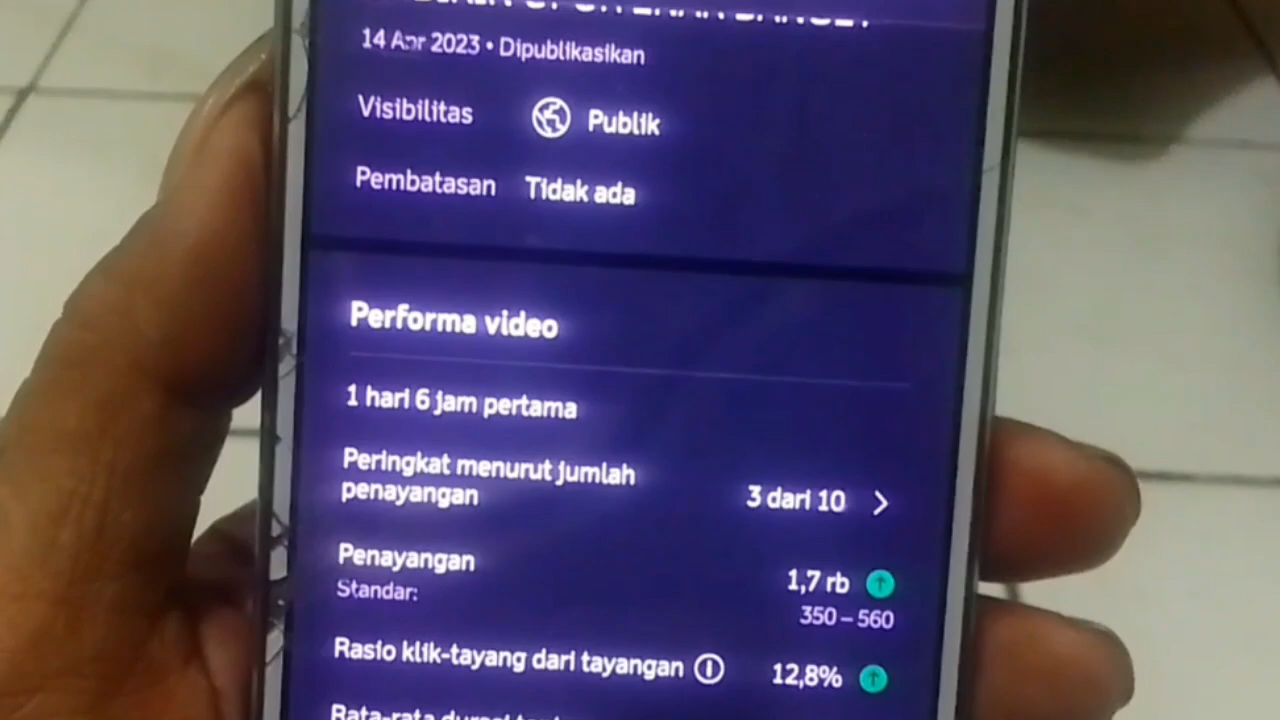 14 Apr 2023 • Dipublikasikan
Visibilitas Publik
Pembatasan Tidak ada
Performa video
1 hari 6 jam pertama
Peringkat menurut jumlah
penayangan
3 dari 10
Penayangan
1,7 rb
Standar:
350 – 560
Rasio klik-tayang dari tayangan 12,8%
Rata-rata durasi